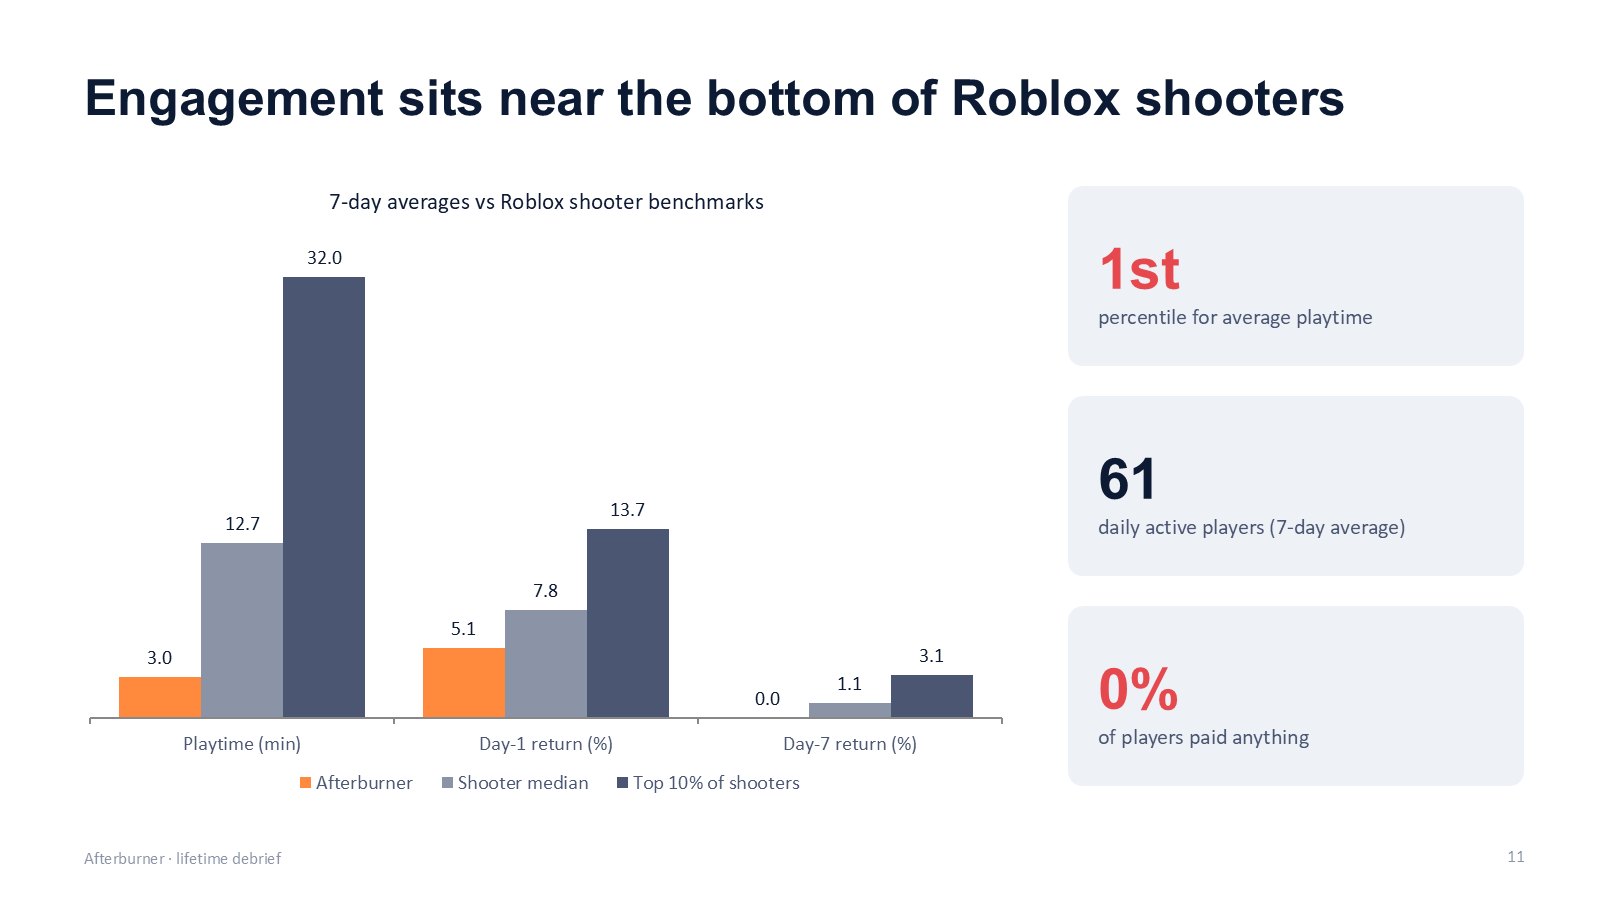 Engagement sits near the bottom of Roblox shooters
7-day averages vs Roblox shooter benchmarks
32.0
12.7
3.0
13.7
7.8
5.1
3.1
1.1
0.0
Playtime (min)
Day-1 return (%)
Day-7 return (%)
Afterburner
Shooter median
Top 10% of shooters
1st
percentile for average playtime
61
daily active players (7-day average)
0%
of players paid anything
Afterburner · lifetime debrief
11